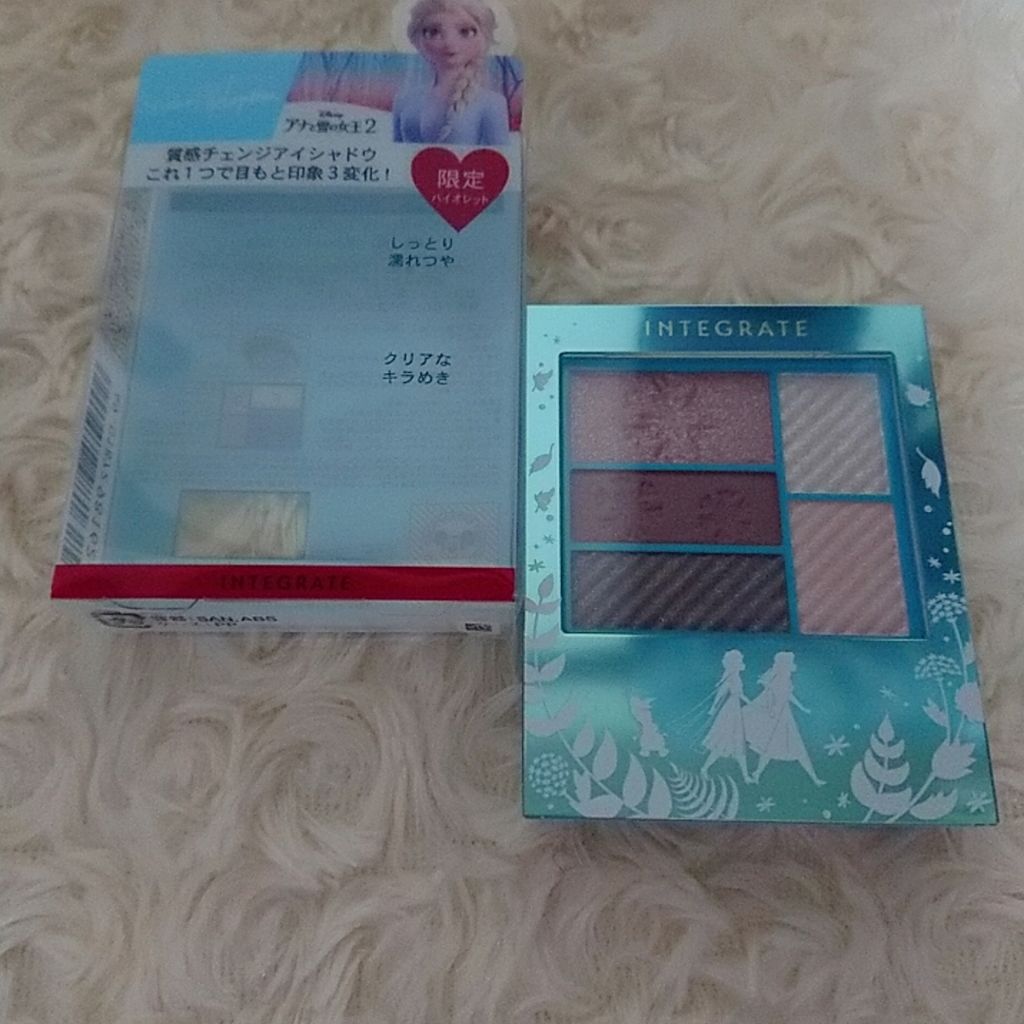 Disney
アナと雪の女王2
質感チェンジアイシャドウ
これ1つで目もと印象3変化!
限定
バイオレット
しっとり
濡れつや
クリアな
キラめき
INTEGRATE
SAN,ABS
INTEGRATE